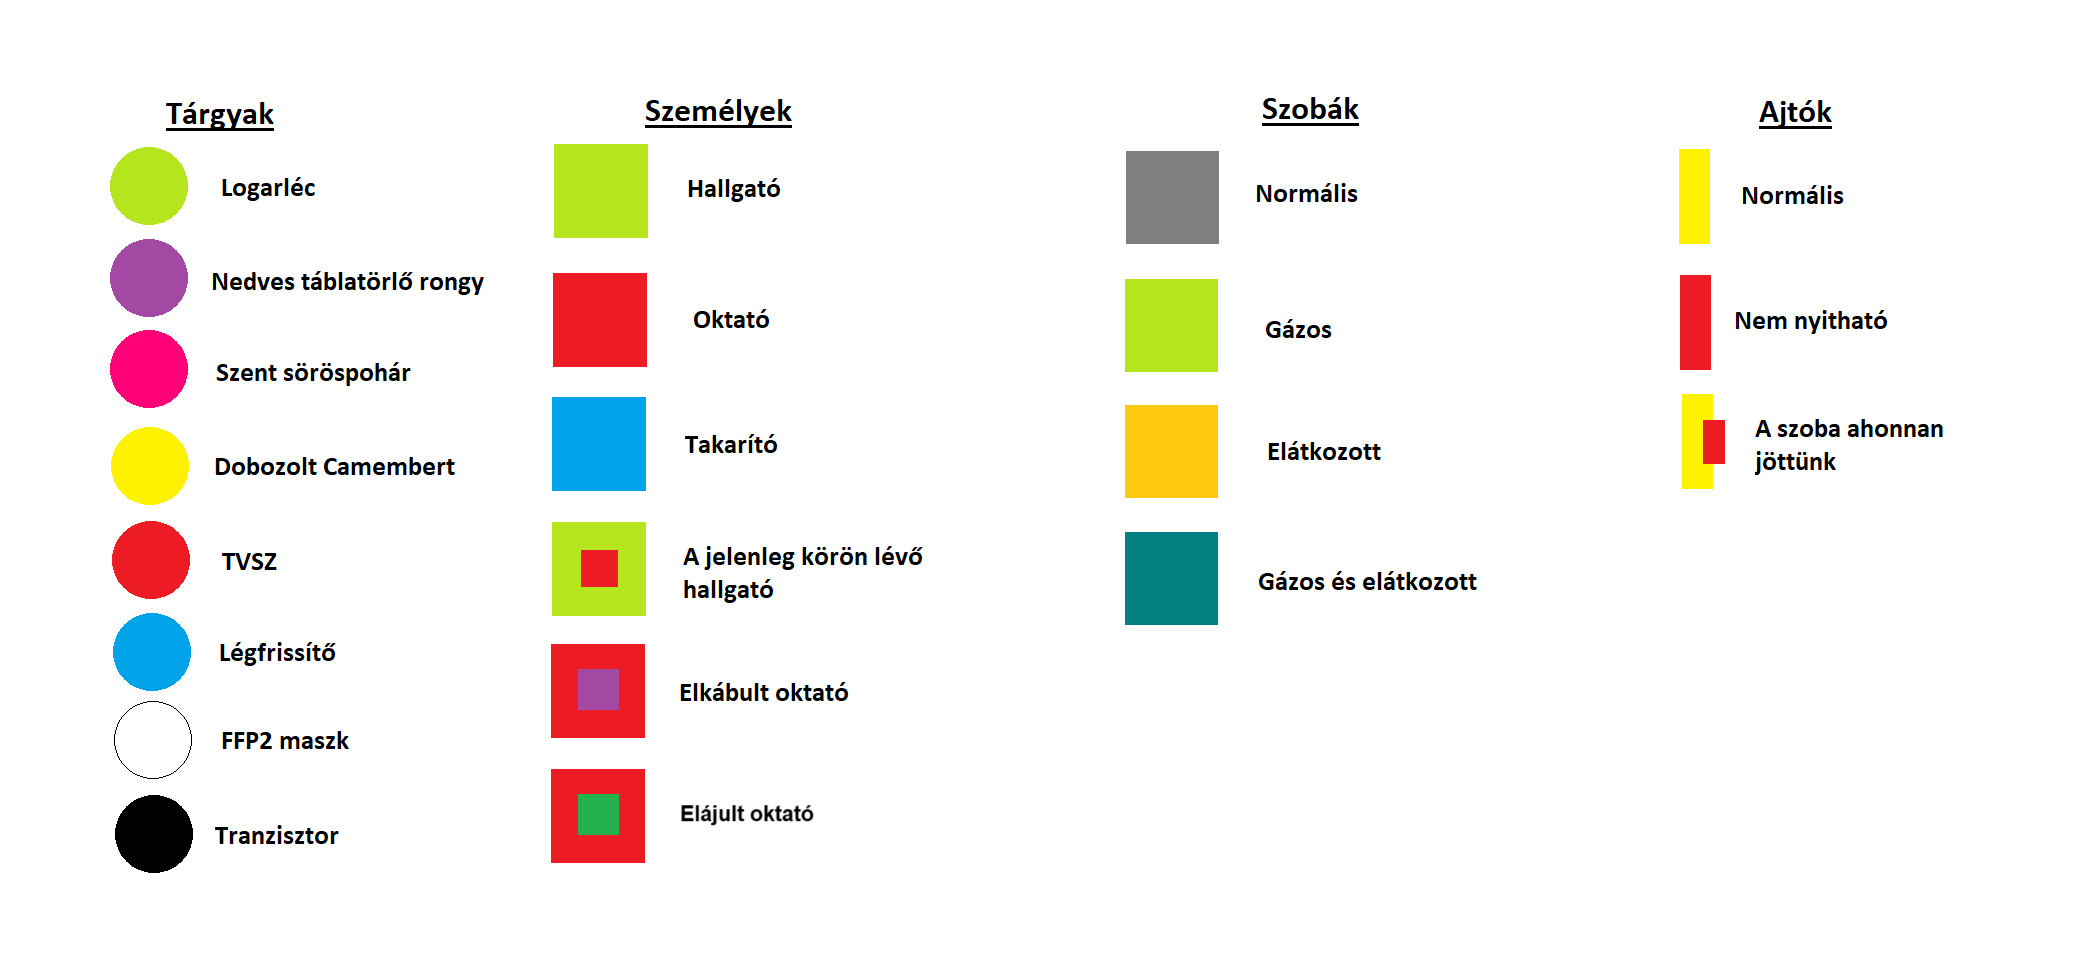 Tárgyak
Logarléc
Nedves táblatörlő rongy
Szent söröspohár
Dobozolt Camembert
TVSZ
Légfrissítő
FFP2 maszk
Tranzisztor
Személyek
Hallgató
Oktató
Takarító
A jelenleg körön lévő
hallgató
Elkábult oktató
Elájult oktató
Szobák
Normális
Gázos
Elátkozott
Gázos és elátkozott
Ajtók
Normális
Nem nyitható
A szoba ahonnan
jöttünk